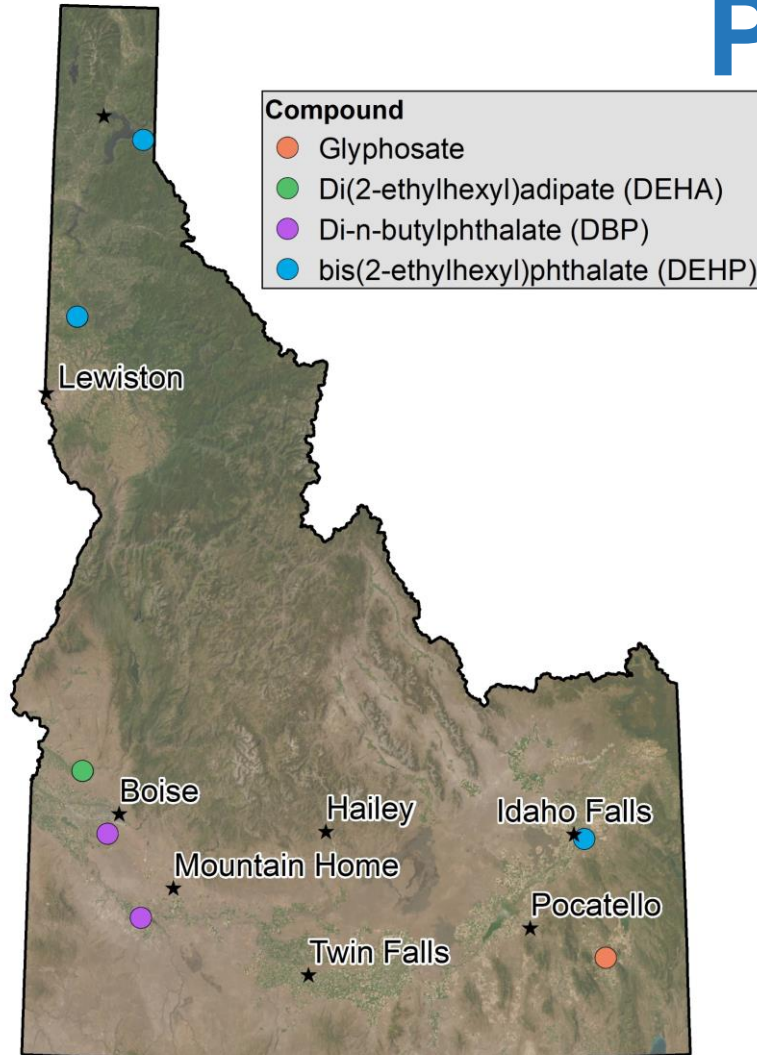 P
Compound
Glyphosate
Di(2-ethylhexyl)adipate (DEHA)
Di-n-butylphthalate (DBP)
bis(2-ethylhexyl)phthalate (DEHP)
Lewiston
Boise
Hailey
Idaho Falls
Mountain Home
Pocatello
Twin Falls